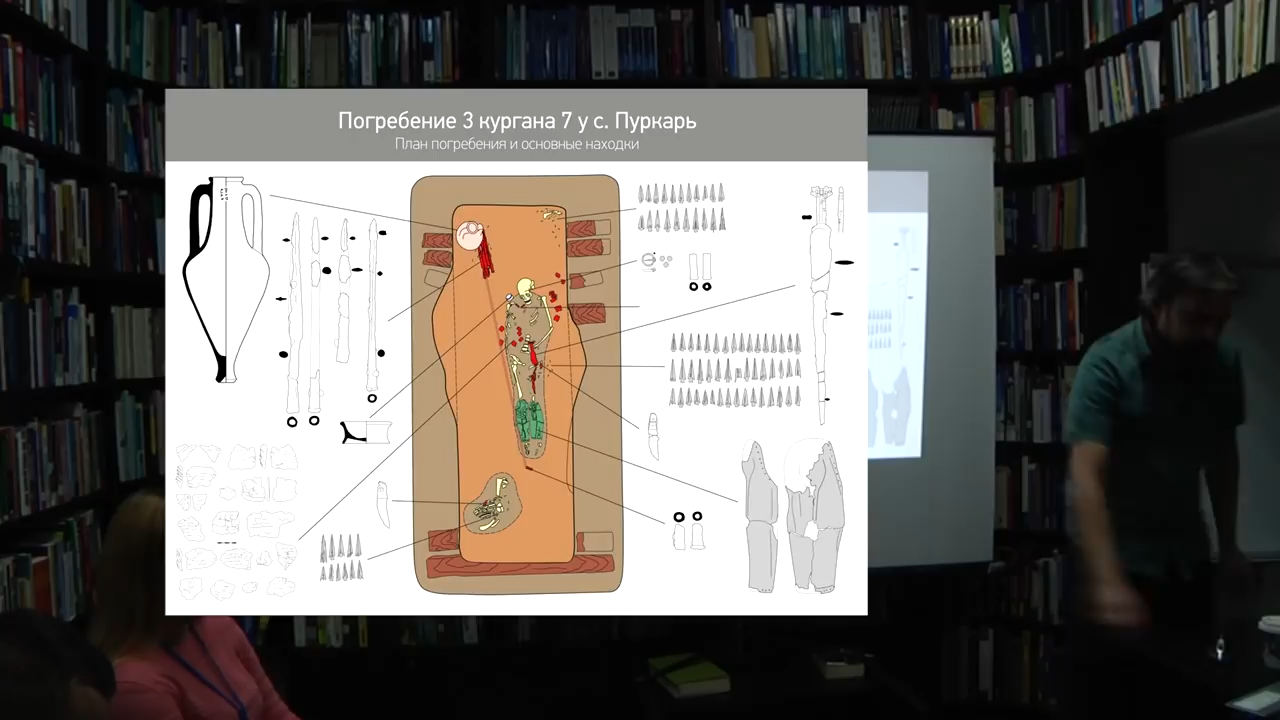 Погребение 3 кургана 7 у с. Пуркарь
План погребения и основные находки